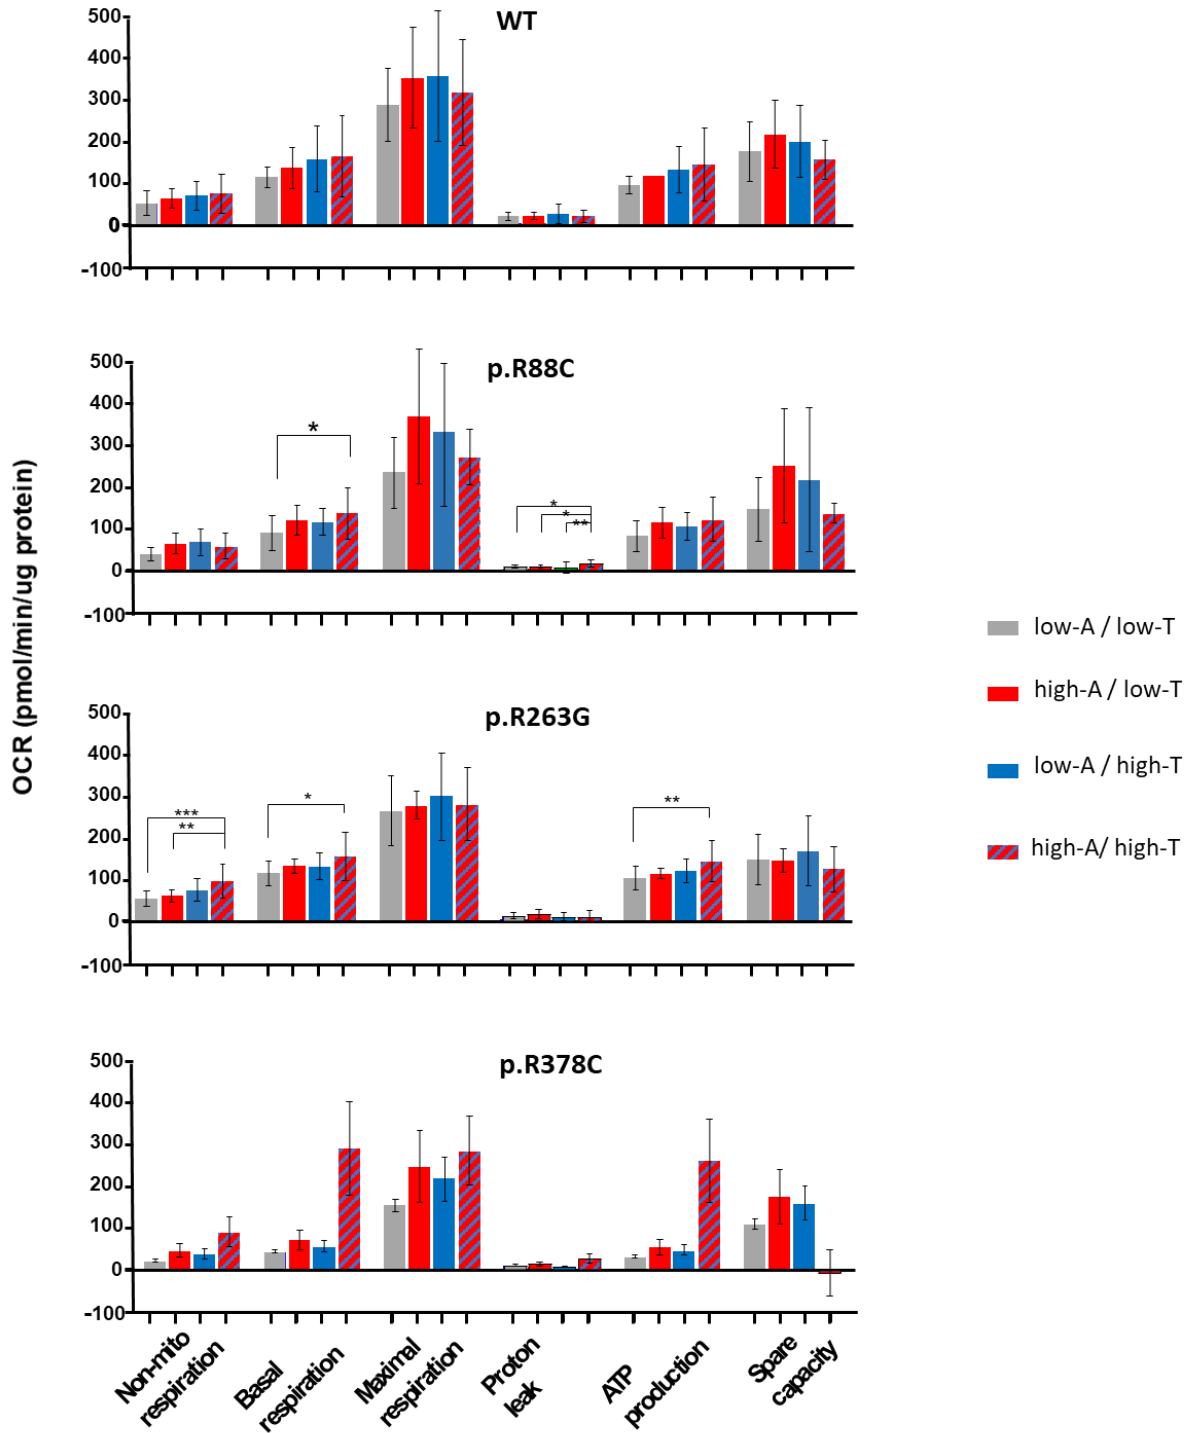 WT
500
400
300
200
100
0
-100
p.R88C
500
400
300
200
100
0
-100
*
*
*
**
OCR (pmol/min/ug protein)
low-A / low-T
high-A / low-T
low-A / high-T
high-A/ high-T
p.R263G
500
400
300
200
100
0
-100
***
**
*
**
p.R378C
500
400
300
200
100
0
-100
Non-mito
respiration
Basal
respiration
Maximal
respiration
Proton
leak
ATP
production
Spare
capacity